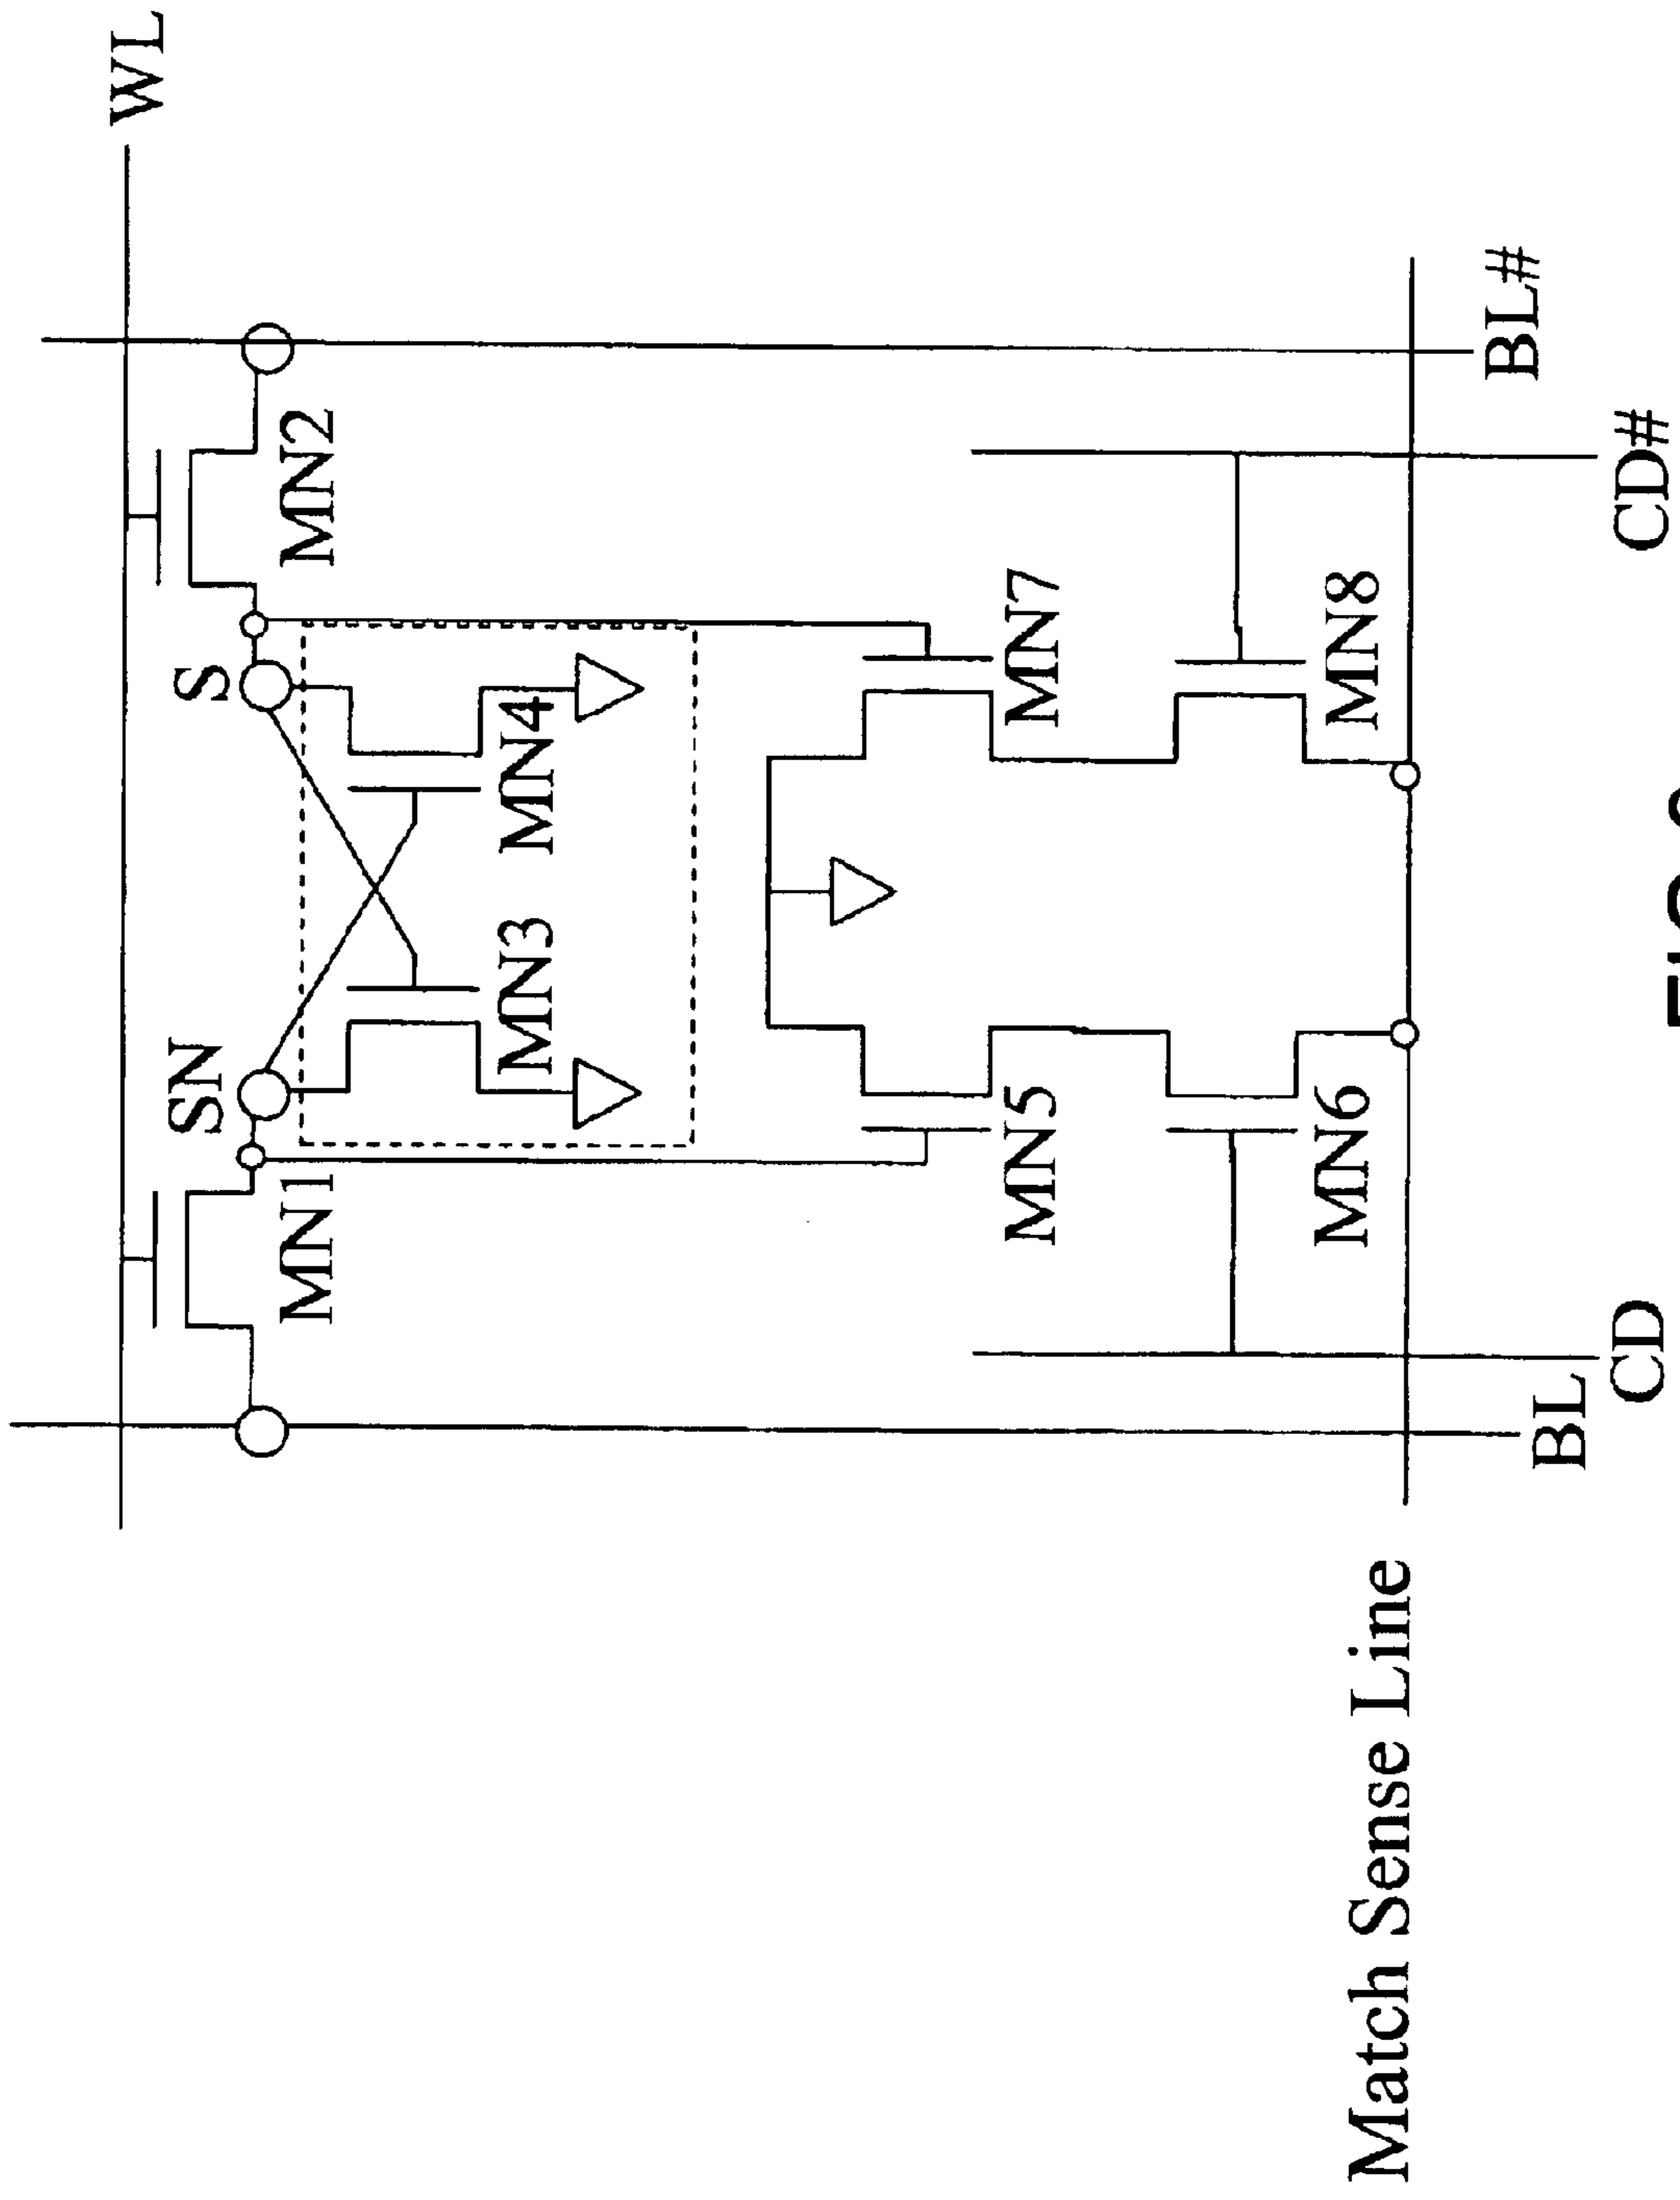 WL
SN
S
MN1
MN2
MN3
MN4
MN5
MN7
MN6
MN8
Match Sense Line
BL
BL#
CD
CD#